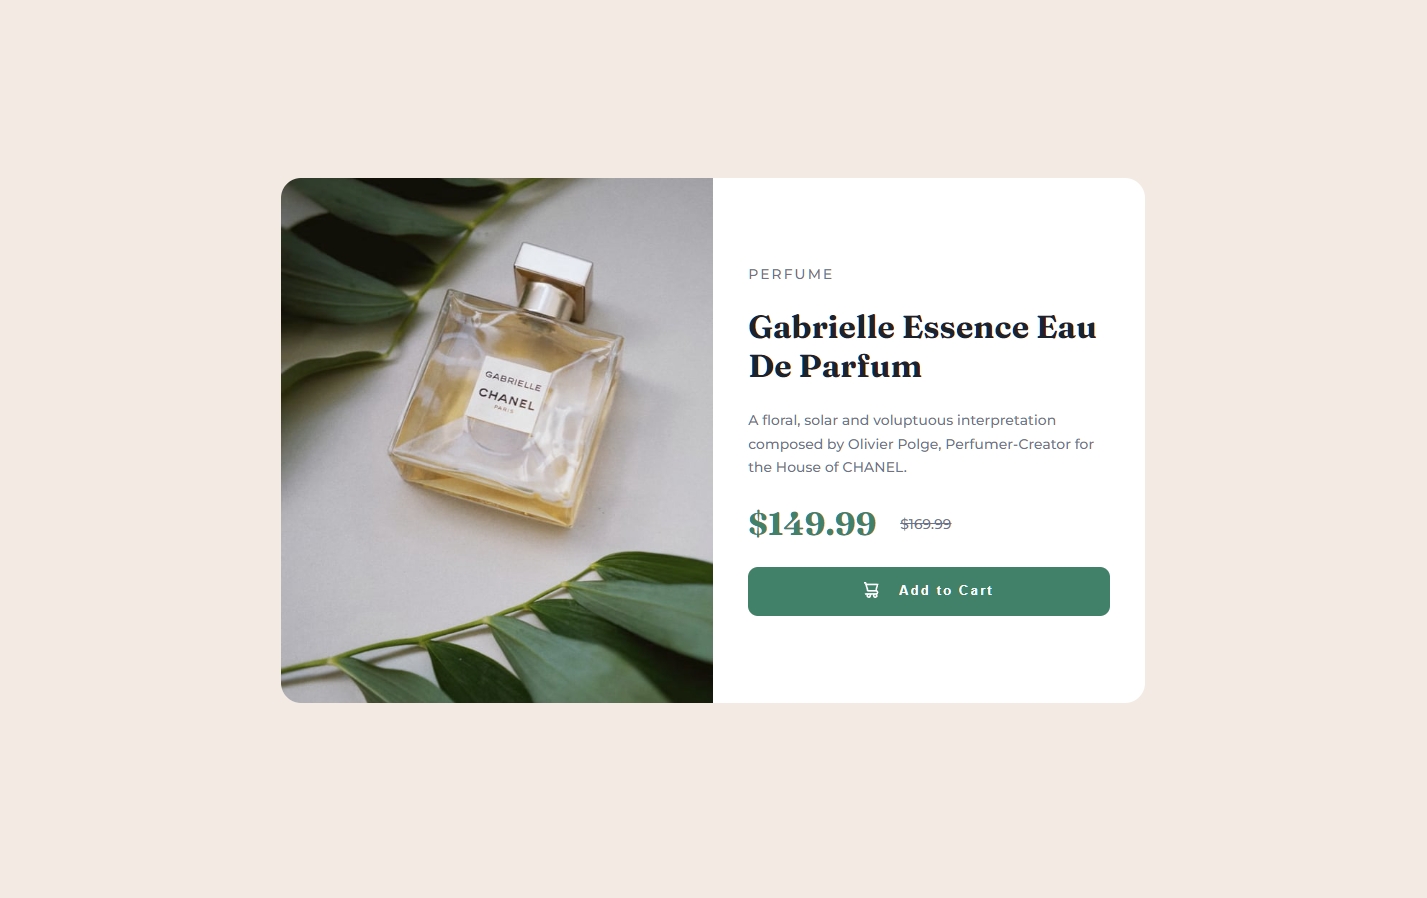 GABRIELLE
CHANEL
PARIS
PERFUME
Gabrielle Essence Eau
De Parfum
A floral, solar and voluptuous interpretation
composed by Olivier Polge, Perfumer-Creator for
the House of CHANEL.
$149.99 $169.99
Add to Cart